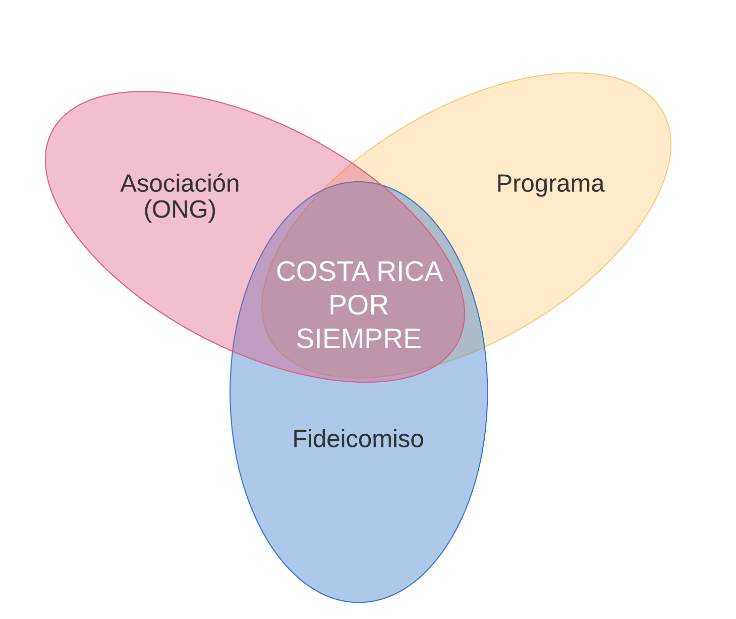 Asociación
(ONG)
Programa
COSTA RICA
POR
SIEMPRE
Fideicomiso